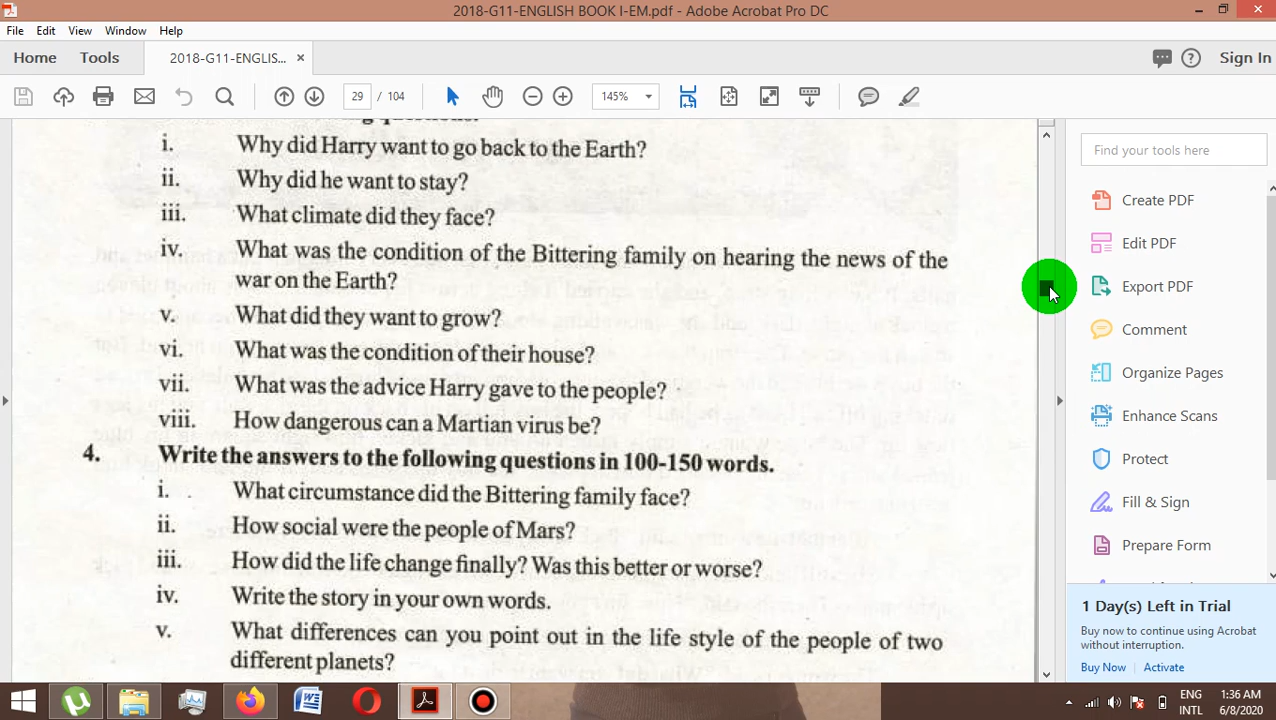 2018-G11-ENGLISH BOOK I-EM.pdf - Adobe Acrobat Pro DC
File Edit View Window Help
Home Tools 2018-G11-ENGLIS... × Sign In
29 / 104 145%
questions.
i. Why did Harry want to go back to the Earth?
ii. Why did he want to stay?
iii. What climate did they face?
iv. What was the condition of the Bittering family on hearing the news of the
war on the Earth?
v. What did they want to grow?
vi. What was the condition of their house?
vii. What was the advice Harry gave to the people?
viii. How dangerous can a Martian virus be?
4. Write the answers to the following questions in 100-150 words.
i. What circumstance did the Bittering family face?
ii. How social were the people of Mars?
iii. How did the life change finally? Was this better or worse?
iv. Write the story in your own words.
v. What differences can you point out in the life style of the people of two
different planets?
Find your tools here
Create PDF
Edit PDF
Export PDF
Comment
Organize Pages
Enhance Scans
Protect
Fill & Sign
Prepare Form
1 Day(s) Left in Trial
Buy now to continue using Acrobat
without interruption.
Buy Now Activate
ENG 1:36 AM
INTL 6/8/2020